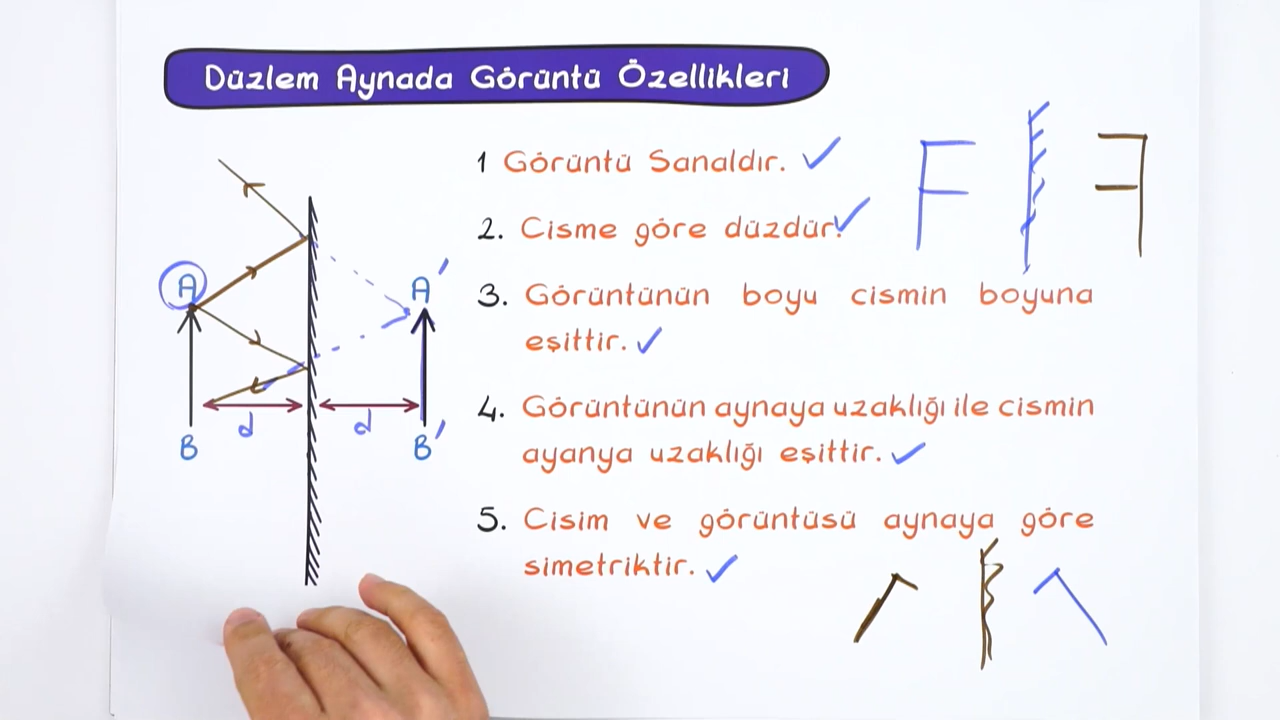 Düzlem Aynada Görüntü Özellikleri
1 Görüntü Sanaldır.
2. Cisme göre düzdür.
3. Görüntünün boyu cismin boyuna
eşittir.
4. Görüntünün aynaya uzaklığı ile cismin
ayanya uzaklığı eşittir.
5. Cisim ve görüntüsü aynaya göre
simetriktir.
A
A'
d
d
B
B'
F